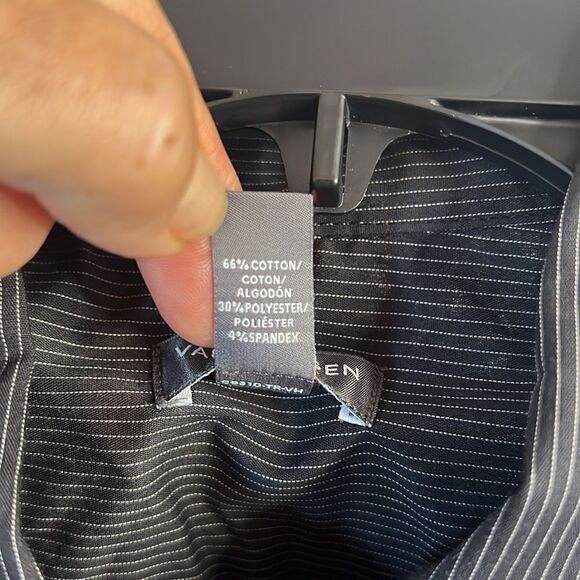 66% COTTON/
COTON/
ALGODÓN
30% POLYESTER/
POLIÉSTER
4% SPANDEX